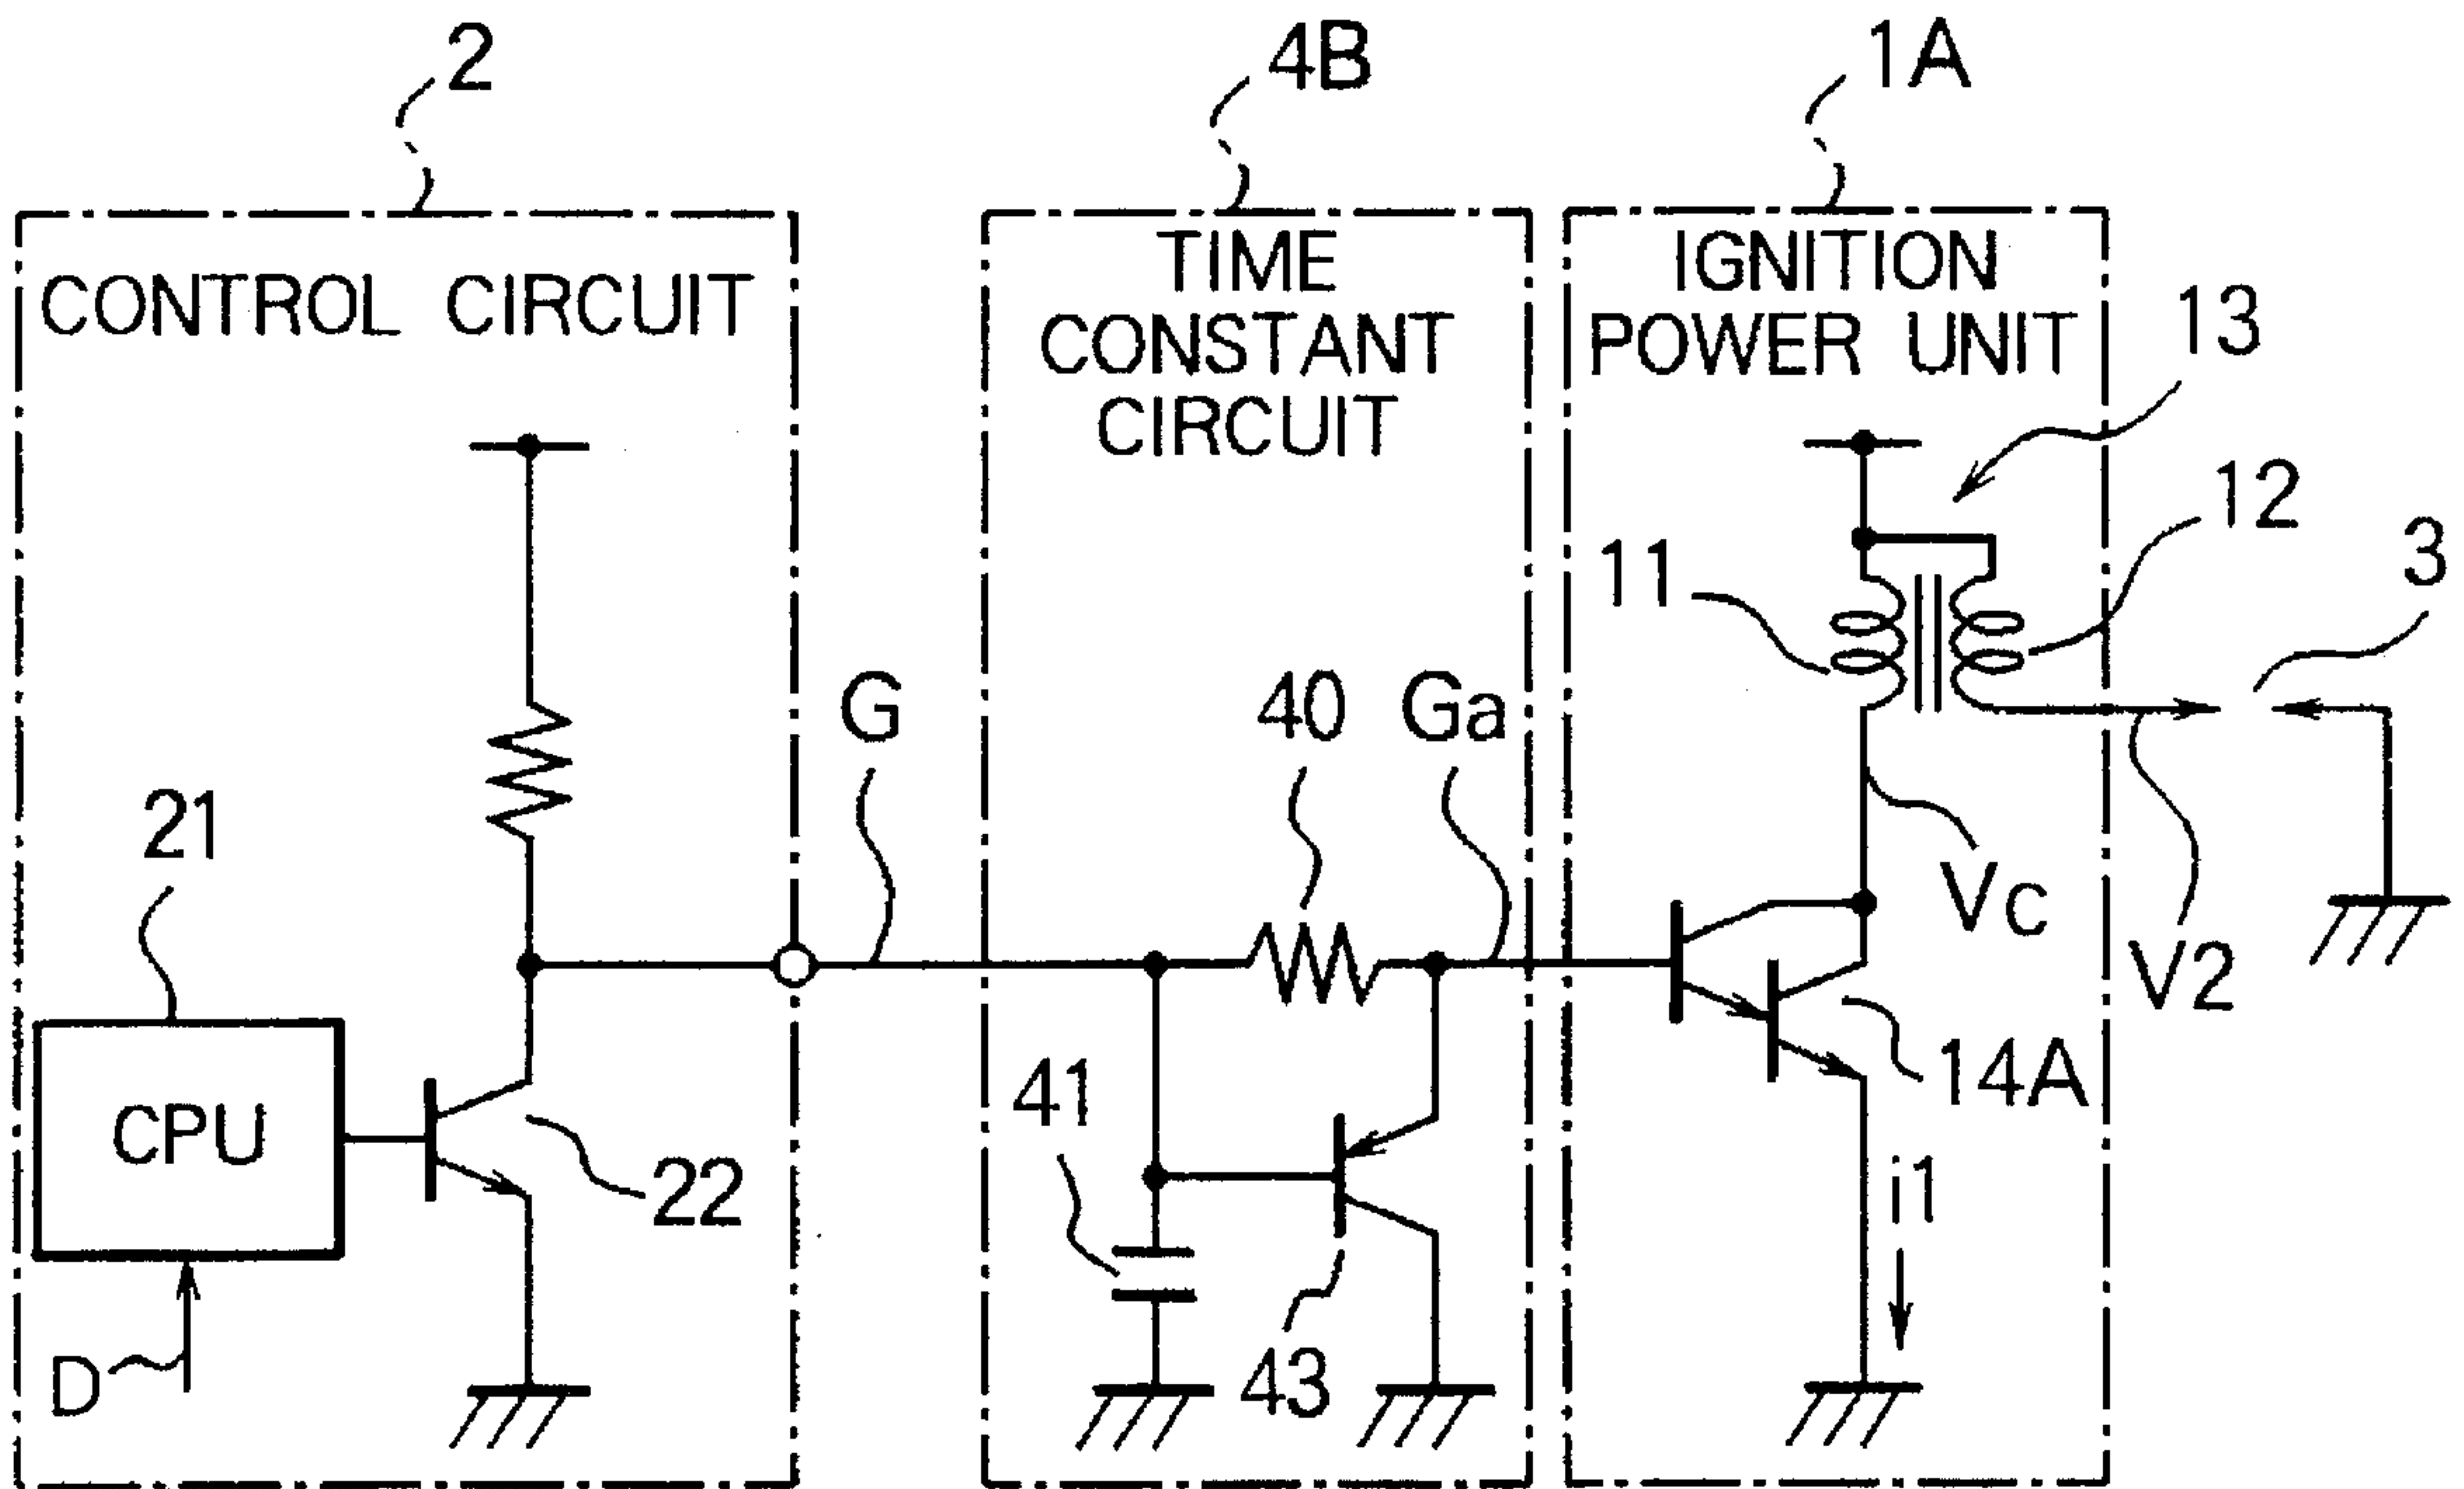 2
4B
1A
CONTROL CIRCUIT
TIME
CONSTANT
CIRCUIT
IGNITION
POWER UNIT
13
12
11
3
G
40
Ga
21
VC
V2
CPU
41
14A
22
i1
D
43